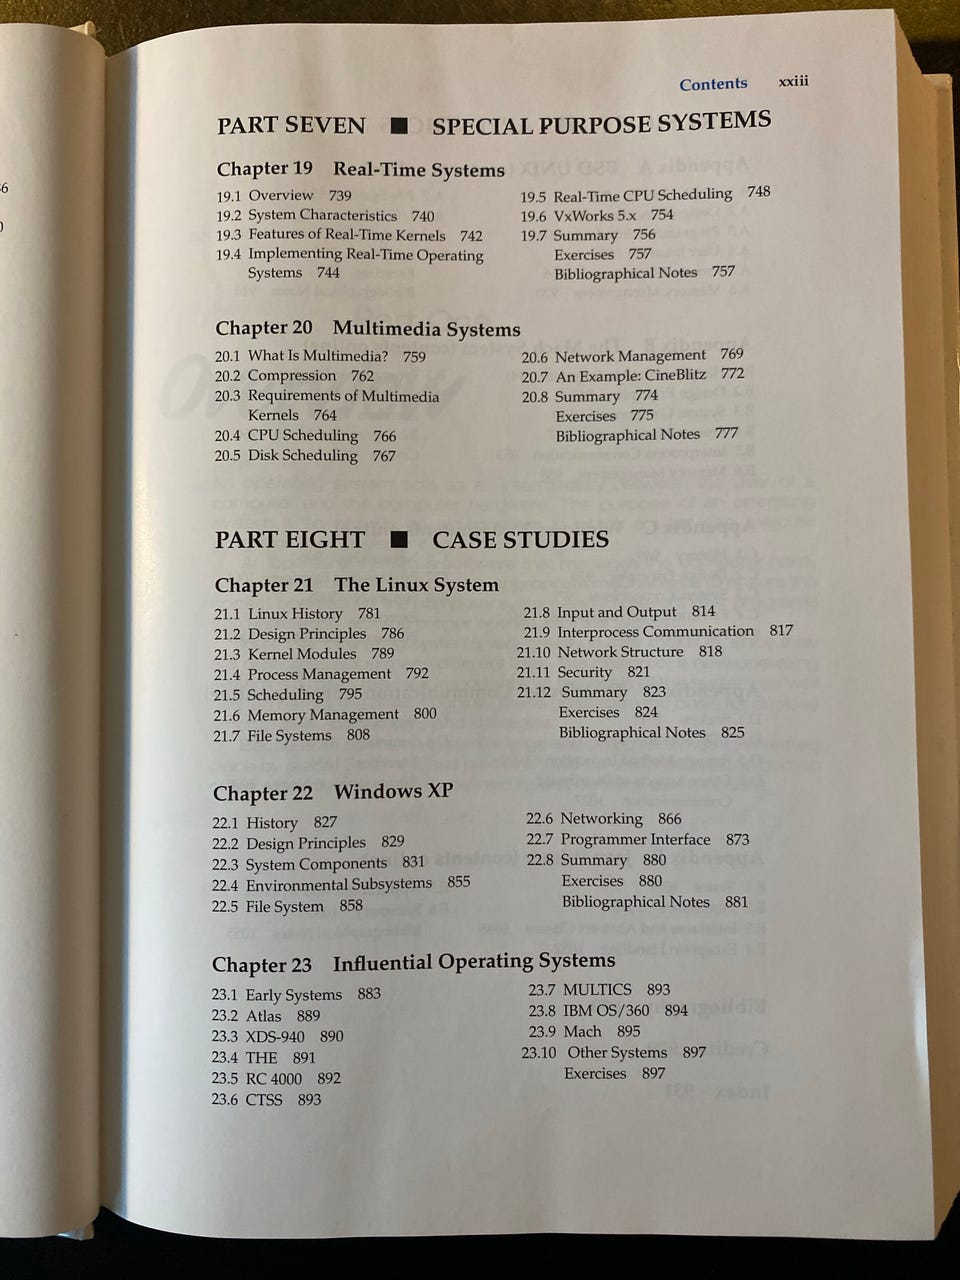 Contents xxiii
PART SEVEN ■ SPECIAL PURPOSE SYSTEMS
Chapter 19 Real-Time Systems
19.1 Overview 739
19.2 System Characteristics 740
19.3 Features of Real-Time Kernels 742
19.4 Implementing Real-Time Operating
Systems 744
19.5 Real-Time CPU Scheduling 748
19.6 VxWorks 5.x 754
19.7 Summary 756
Exercises 757
Bibliographical Notes 757
Chapter 20 Multimedia Systems
20.1 What Is Multimedia? 759
20.2 Compression 762
20.3 Requirements of Multimedia
Kernels 764
20.4 CPU Scheduling 766
20.5 Disk Scheduling 767
20.6 Network Management 769
20.7 An Example: CineBlitz 772
20.8 Summary 774
Exercises 775
Bibliographical Notes 777
PART EIGHT ■ CASE STUDIES
Chapter 21 The Linux System
21.1 Linux History 781
21.2 Design Principles 786
21.3 Kernel Modules 789
21.4 Process Management 792
21.5 Scheduling 795
21.6 Memory Management 800
21.7 File Systems 808
21.8 Input and Output 814
21.9 Interprocess Communication 817
21.10 Network Structure 818
21.11 Security 821
21.12 Summary 823
Exercises 824
Bibliographical Notes 825
Chapter 22 Windows XP
22.1 History 827
22.2 Design Principles 829
22.3 System Components 831
22.4 Environmental Subsystems 855
22.5 File System 858
22.6 Networking 866
22.7 Programmer Interface 873
22.8 Summary 880
Exercises 880
Bibliographical Notes 881
Chapter 23 Influential Operating Systems
23.1 Early Systems 883
23.2 Atlas 889
23.3 XDS-940 890
23.4 THE 891
23.5 RC 4000 892
23.6 CTSS 893
23.7 MULTICS 893
23.8 IBM OS/360 894
23.9 Mach 895
23.10 Other Systems 897
Exercises 897